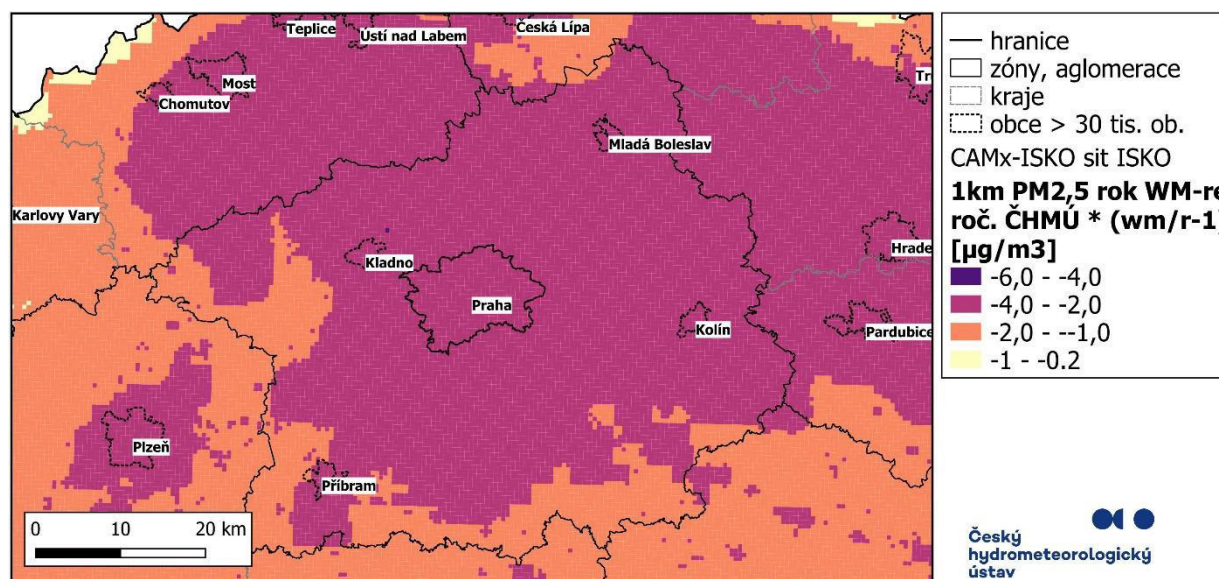 Teplice
Ústí nad Labem
Česká Lípa
Most
Chomutov
Mladá Boleslav
Karlovy Vary
Kladno
Hrade
Praha
Kolín
Pardubice
Plzeň
Příbram
0 10 20 km
hranice
zóny, aglomerace
kraje
obce > 30 tis. ob.
CAMx-ISKO sit ISKO
1km PM2,5 rok WM-re
roč. ČHMÚ * (wm/r-1)
[µg/m3]
-6,0 - -4,0
-4,0 - -2,0
-2,0 - --1,0
-1 - -0.2
Český
hydrometeorologický
ústav